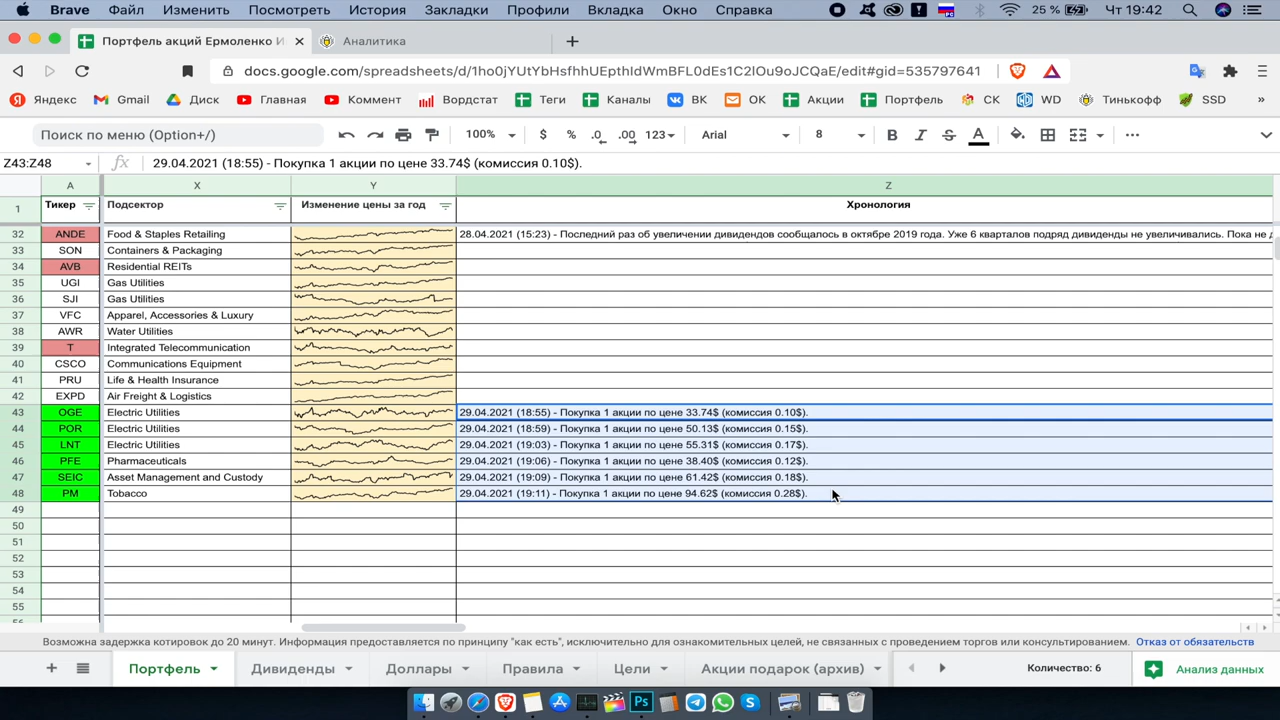 Brave Файл Изменить Посмотреть История Закладки Профили Вкладка Окно Справка 25 % Чт 19:42
Портфель акций Ермоленко И Аналитика
docs.google.com/spreadsheets/d/1ho0jYUtYbHsfhhUEpthIdWmBFL0dEs1C2IOu9oJCQaE/edit#gid=535797641
Яндекс Gmail Диск Главная Коммент Вордстат Теги Каналы ВК ОК Акции Портфель СК WD Тинькофф SSD »
Поиск по меню (Option+/) 100% $ % .0 .00 123 Arial 8 B I S A
Z43:Z48 fx 29.04.2021 (18:55) - Покупка 1 акции по цене 33.74$ (комиссия 0.10$).
A X Y Z
1 Тикер Подсектор Изменение цены за год Хронология
32 ANDE Food & Staples Retailing 28.04.2021 (15:23) - Последний раз об увеличении дивидендов сообщалось в октябре 2019 года. Уже 6 кварталов подряд дивиденды не увеличивались. Пока не
33 SON Containers & Packaging
34 AVB Residential REITs
35 UGI Gas Utilities
36 SJI Gas Utilities
37 VFC Apparel, Accessories & Luxury
38 AWR Water Utilities
39 T Integrated Telecommunication
40 CSCO Communications Equipment
41 PRU Life & Health Insurance
42 EXPD Air Freight & Logistics
43 OGE Electric Utilities 29.04.2021 (18:55) - Покупка 1 акции по цене 33.74$ (комиссия 0.10$).
44 POR Electric Utilities 29.04.2021 (18:59) - Покупка 1 акции по цене 50.13$ (комиссия 0.15$).
45 LNT Electric Utilities 29.04.2021 (19:03) - Покупка 1 акции по цене 55.31$ (комиссия 0.17$).
46 PFE Pharmaceuticals 29.04.2021 (19:06) - Покупка 1 акции по цене 38.40$ (комиссия 0.12$).
47 SEIC Asset Management and Custody 29.04.2021 (19:09) - Покупка 1 акции по цене 61.42$ (комиссия 0.18$).
48 PM Tobacco 29.04.2021 (19:11) - Покупка 1 акции по цене 94.62$ (комиссия 0.28$).
49
50
51
52
53
54
55
Возможна задержка котировок до 20 минут. Информация предоставляется по принципу "как есть", исключительно для ознакомительных целей, не связанных с проведением торгов или консультированием. Отказ от обязательств
Портфель Дивиденды Доллары Правила Цели Акции подарок (архив) Количество: 6 Анализ данных
Ps